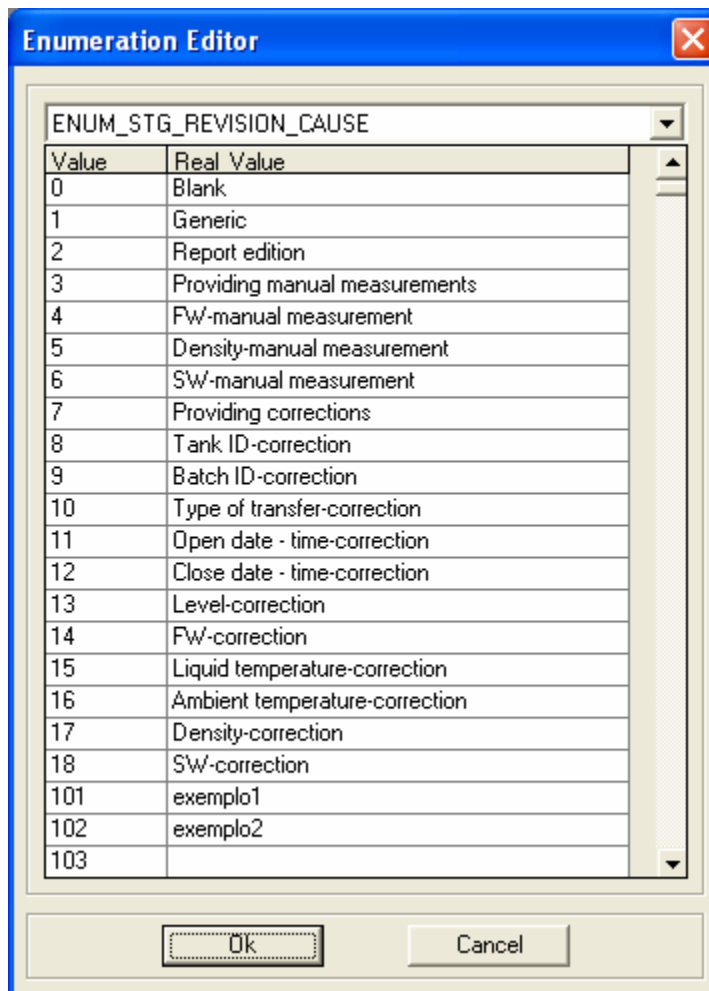 Enumeration Editor
ENUM_STG_REVISION_CAUSE
Value Real Value
0 Blank
1 Generic
2 Report edition
3 Providing manual measurements
4 FW-manual measurement
5 Density-manual measurement
6 SW-manual measurement
7 Providing corrections
8 Tank ID-correction
9 Batch ID-correction
10 Type of transfer-correction
11 Open date - time-correction
12 Close date - time-correction
13 Level-correction
14 FW-correction
15 Liquid temperature-correction
16 Ambient temperature-correction
17 Density-correction
18 SW-correction
101 exemplo1
102 exemplo2
103
Ok Cancel